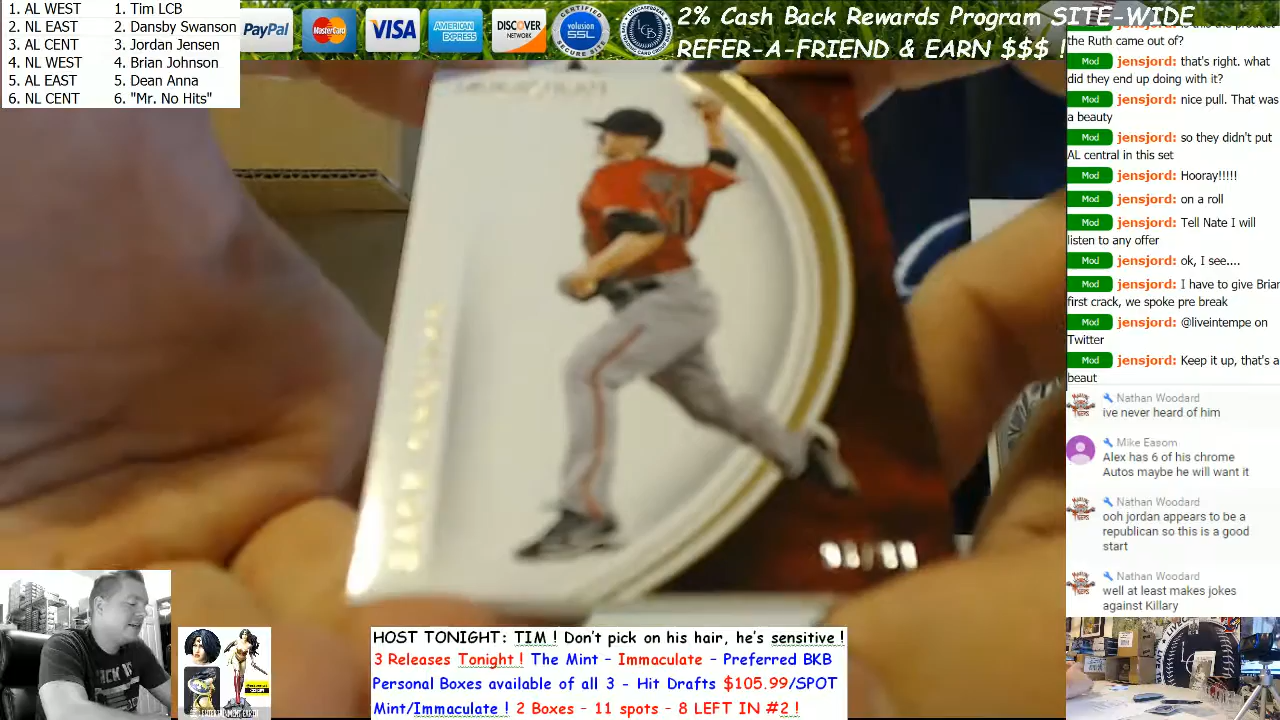 1. AL WEST 1. Tim LCB
2. NL EAST 2. Dansby Swanson
3. AL CENT 3. Jordan Jensen
4. NL WEST 4. Brian Johnson
5. AL EAST 5. Dean Anna
6. NL CENT 6. "Mr. No Hits"
PayPal MasterCard VISA AMERICAN EXPRESS DISCOVER NETWORK volusion SSL LCB
2% Cash Back Rewards Program SITE-WIDE
REFER-A-FRIEND & EARN $$$ !
the Ruth came out of?
Mod jensjord: that's right. what
did they end up doing with it?
Mod jensjord: nice pull. That was
a beauty
Mod jensjord: so they didn't put
AL central in this set
Mod jensjord: Hooray!!!!!
Mod jensjord: on a roll
Mod jensjord: Tell Nate I will
listen to any offer
Mod jensjord: ok, I see....
Mod jensjord: I have to give Brian
first crack, we spoke pre break
Mod jensjord: @liveintempe on
Twitter
Mod jensjord: Keep it up, that's a
beaut
Nathan Woodard
ive never heard of him
Mike Easom
Alex has 6 of his chrome
Autos maybe he will want it
Nathan Woodard
ooh jordan appears to be a
republican so this is a good
start
Nathan Woodard
well at least makes jokes
against Killary
HOST TONIGHT: TIM ! Don't pick on his hair, he's sensitive !
3 Releases Tonight ! The Mint - Immaculate - Preferred BKB
Personal Boxes available of all 3 - Hit Drafts $105.99/SPOT
Mint/Immaculate ! 2 Boxes - 11 spots - 8 LEFT IN #2 !